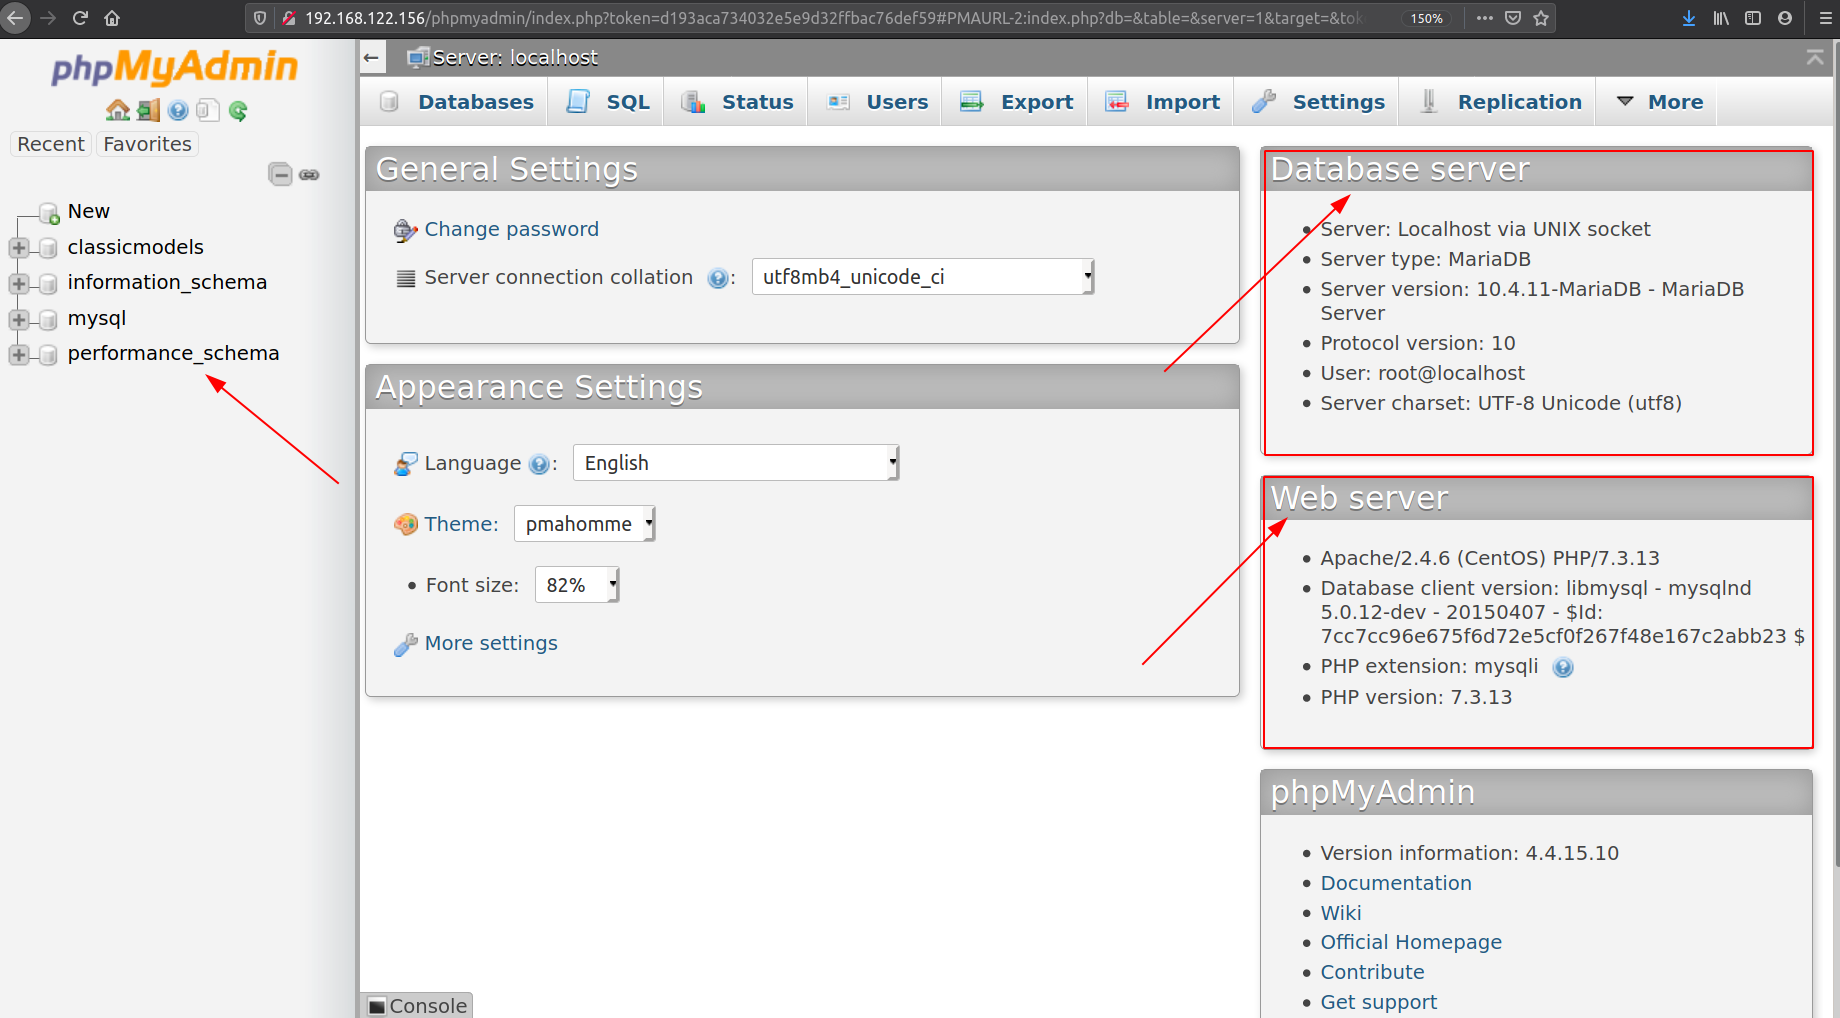 192.168.122.156/phpmyadmin/index.php?token=d193aca734032e5e9d32ffbac76def59#PMAURL-2:index.php?db=&table=&server=1&target=&tok
150%
phpMyAdmin
Recent
Favorites
New
classicmodels
information_schema
mysql
performance_schema
Server: localhost
Databases
SQL
Status
Users
Export
Import
Settings
Replication
More
General Settings
Change password
Server connection collation :
utf8mb4_unicode_ci
Appearance Settings
Language :
English
Theme:
pmahomme
Font size:
82%
More settings
Database server
Server: Localhost via UNIX socket
Server type: MariaDB
Server version: 10.4.11-MariaDB - MariaDB
Server
Protocol version: 10
User: root@localhost
Server charset: UTF-8 Unicode (utf8)
Web server
Apache/2.4.6 (CentOS) PHP/7.3.13
Database client version: libmysql - mysqlnd
5.0.12-dev - 20150407 - $Id:
7cc7cc96e675f6d72e5cf0f267f48e167c2abb23 $
PHP extension: mysqli
PHP version: 7.3.13
phpMyAdmin
Version information: 4.4.15.10
Documentation
Wiki
Official Homepage
Contribute
Get support
Console